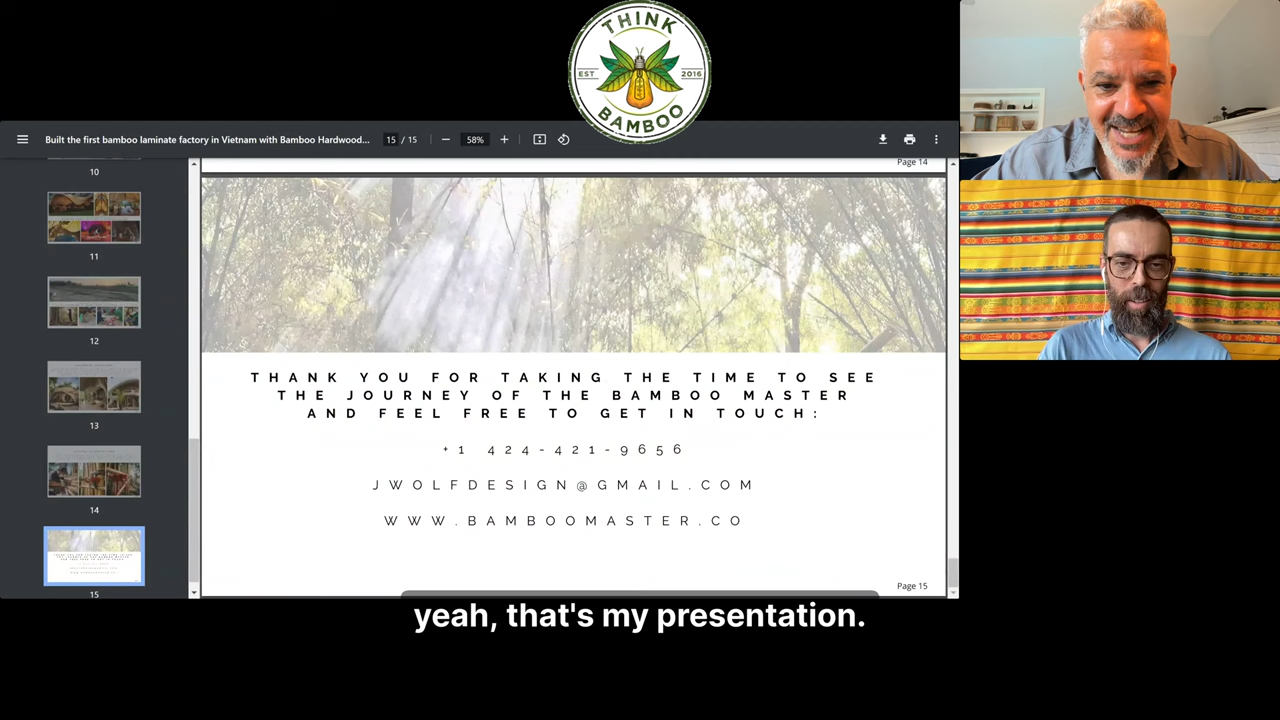 THINK
EST 2016
BAMBOO
Built the first bamboo laminate factory in Vietnam with Bamboo Hardwood... 15 / 15 58%
10
11
12
13
14
15
Page 14
THANK YOU FOR TAKING THE TIME TO SEE
THE JOURNEY OF THE BAMBOO MASTER
AND FEEL FREE TO GET IN TOUCH:
+1 424-421-9656
JWOLFDESIGN@GMAIL.COM
WWW.BAMBOOMASTER.CO
Page 15
yeah, that's my presentation.